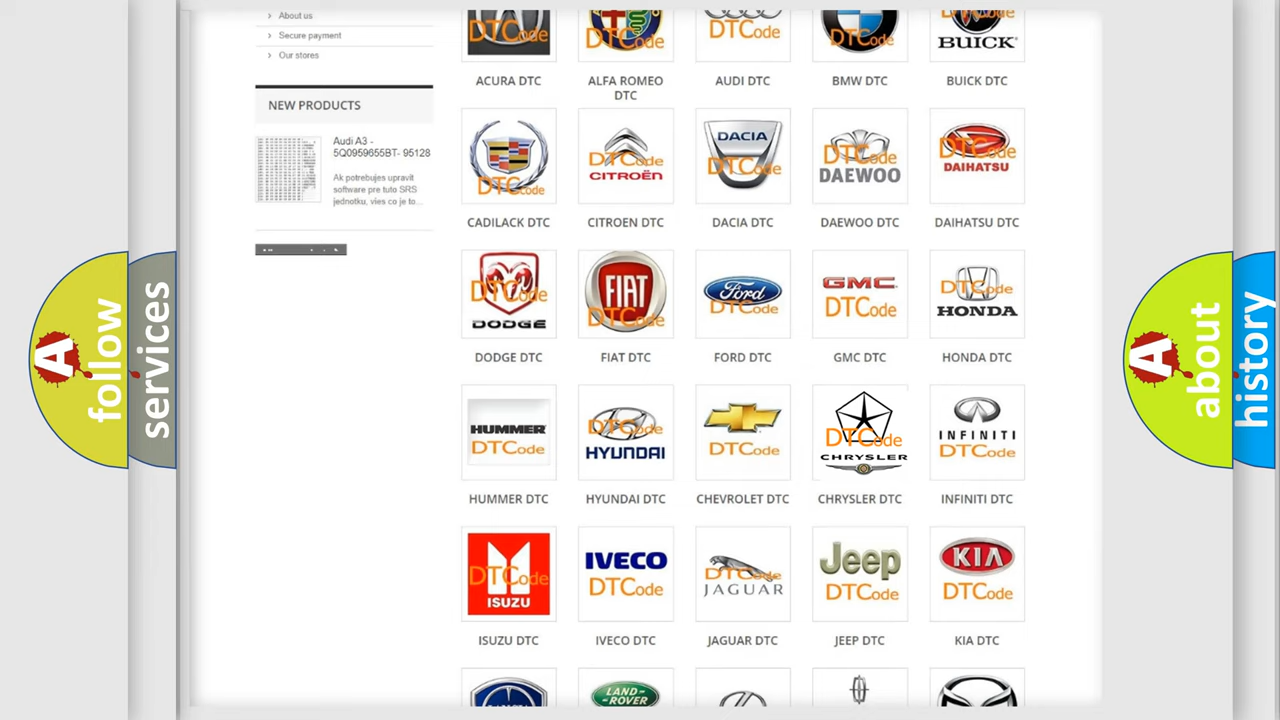 About us
Secure payment
Our stores
NEW PRODUCTS
Audi A3 -
5Q0959655BT- 95128
Ak potrebujes upravit
software pre tuto SRS
jednotku, vies co je to...
DTCode
DTCode
DTCode
DTCode
BUICK
ACURA DTC
ALFA ROMEO
DTC
AUDI DTC
BMW DTC
BUICK DTC
DTCode
DTCode
CITROËN
DACIA
DTCode
DTCode
DAEWOO
DTCode
DAIHATSU
CADILACK DTC
CITROEN DTC
DACIA DTC
DAEWOO DTC
DAIHATSU DTC
DTCode
DODGE
FIAT
DTCode
Ford
DTCode
GMC
DTCode
DTCode
HONDA
DODGE DTC
FIAT DTC
FORD DTC
GMC DTC
HONDA DTC
HUMMER
DTCode
DTCode
HYUNDAI
DTCode
DTCode
CHRYSLER
INFINITI
DTCode
HUMMER DTC
HYUNDAI DTC
CHEVROLET DTC
CHRYSLER DTC
INFINITI DTC
DTCode
ISUZU
IVECO
DTCode
DTCode
JAGUAR
Jeep
DTCode
KIA
DTCode
ISUZU DTC
IVECO DTC
JAGUAR DTC
JEEP DTC
KIA DTC
LAND-
ROVER
A
follow
services
A
about
history